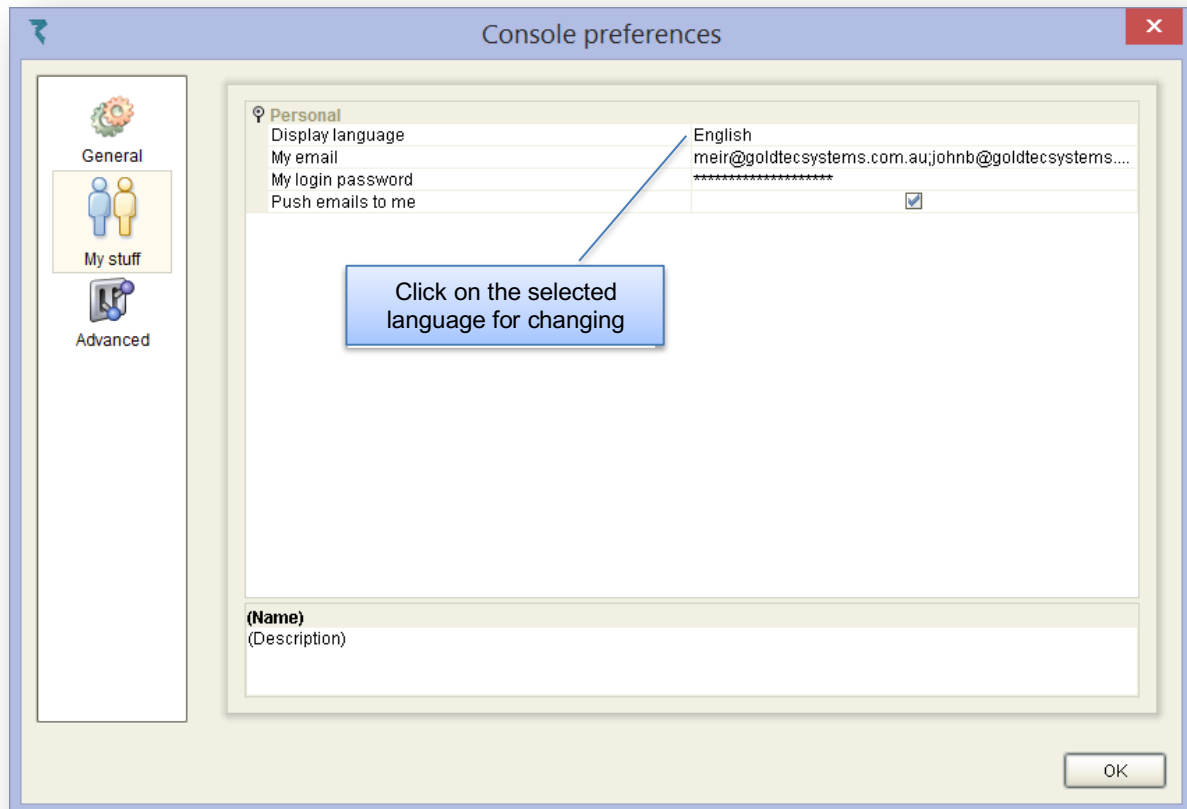 Console preferences
General
My stuff
Advanced
Personal
Display language English
My email meir@goldtecsystems.com.au;johnb@goldtecsystems....
My login password ********************
Push emails to me
Click on the selected
language for changing
(Name)
(Description)
OK